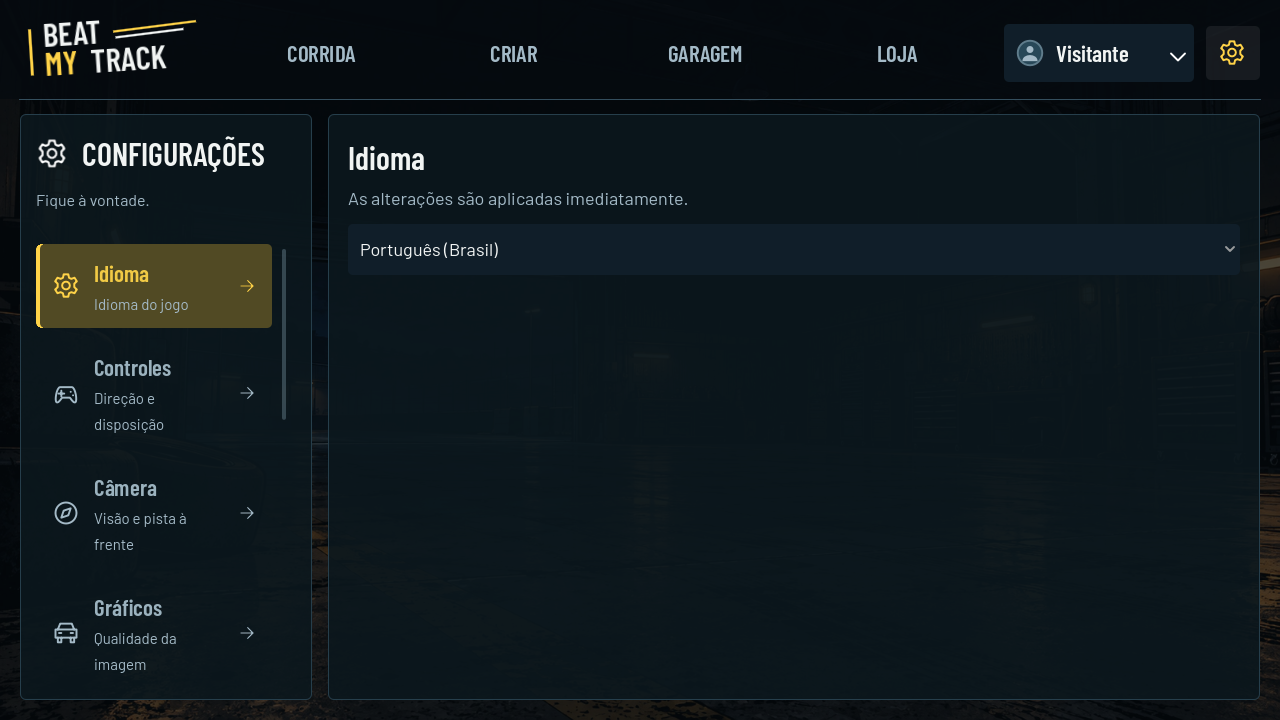 BEAT
MY TRACK
CORRIDA
CRIAR
GARAGEM
LOJA
Visitante
CONFIGURAÇÕES
Fique à vontade.
Idioma
Idioma do jogo
Controles
Direção e
disposição
Câmera
Visão e pista à
frente
Gráficos
Qualidade da
imagem
Idioma
As alterações são aplicadas imediatamente.
Português (Brasil)